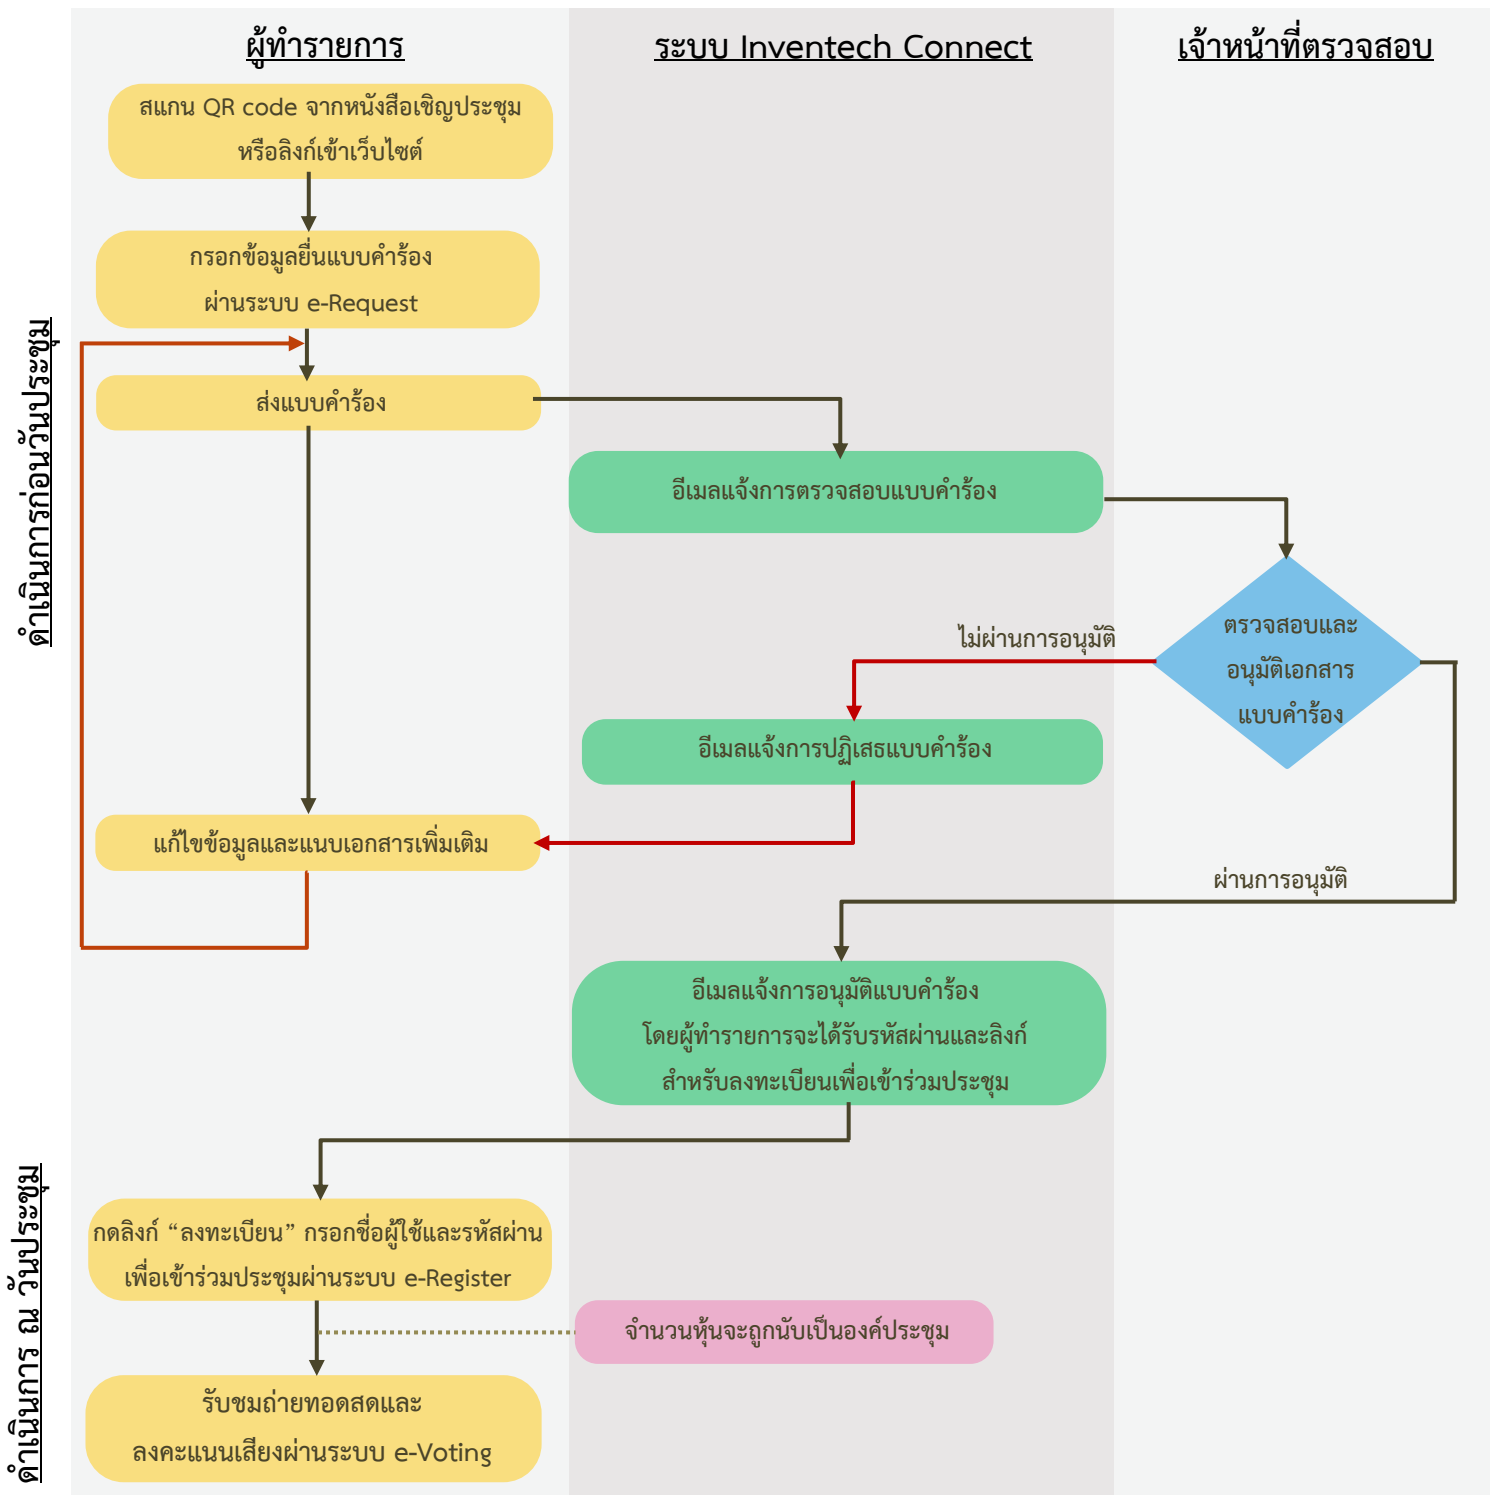 ผู้ทำรายการ
ระบบ Inventech Connect
เจ้าหน้าที่ตรวจสอบ
ดำเนินการก่อนวันประชุม
สแกน QR code จากหนังสือเชิญประชุม
หรือลิงก์เข้าเว็บไซต์
กรอกข้อมูลยื่นแบบคำร้อง
ผ่านระบบ e-Request
ส่งแบบคำร้อง
อีเมลแจ้งการตรวจสอบแบบคำร้อง
ตรวจสอบและ
อนุมัติเอกสาร
แบบคำร้อง
ไม่ผ่านการอนุมัติ
อีเมลแจ้งการปฏิเสธแบบคำร้อง
แก้ไขข้อมูลและแนบเอกสารเพิ่มเติม
ผ่านการอนุมัติ
อีเมลแจ้งการอนุมัติแบบคำร้อง
โดยผู้ทำรายการจะได้รับรหัสผ่านและลิงก์
สำหรับลงทะเบียนเพื่อเข้าร่วมประชุม
ดำเนินการ ณ วันประชุม
กดลิงก์ “ลงทะเบียน” กรอกชื่อผู้ใช้และรหัสผ่าน
เพื่อเข้าร่วมประชุมผ่านระบบ e-Register
จำนวนหุ้นจะถูกนับเป็นองค์ประชุม
รับชมถ่ายทอดสดและ
ลงคะแนนเสียงผ่านระบบ e-Voting